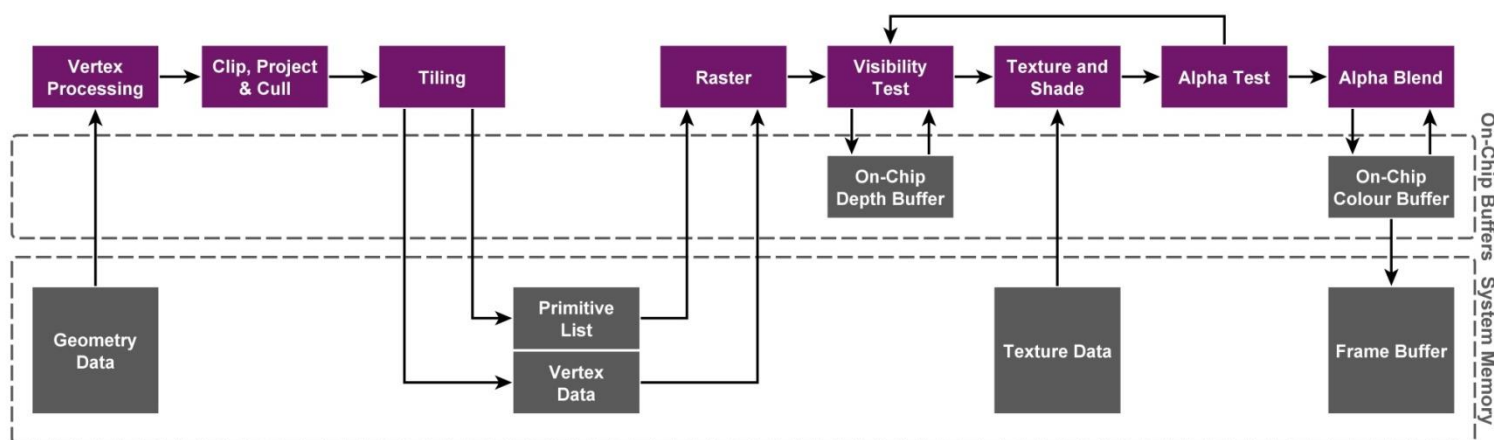 Vertex
Processing
Clip, Project
& Cull
Tiling
Raster
Visibility
Test
Texture and
Shade
Alpha Test
Alpha Blend
On-Chip
Depth Buffer
On-Chip
Colour Buffer
On-Chip Buffers
Geometry
Data
Primitive
List
Vertex
Data
Texture Data
Frame Buffer
System Memory